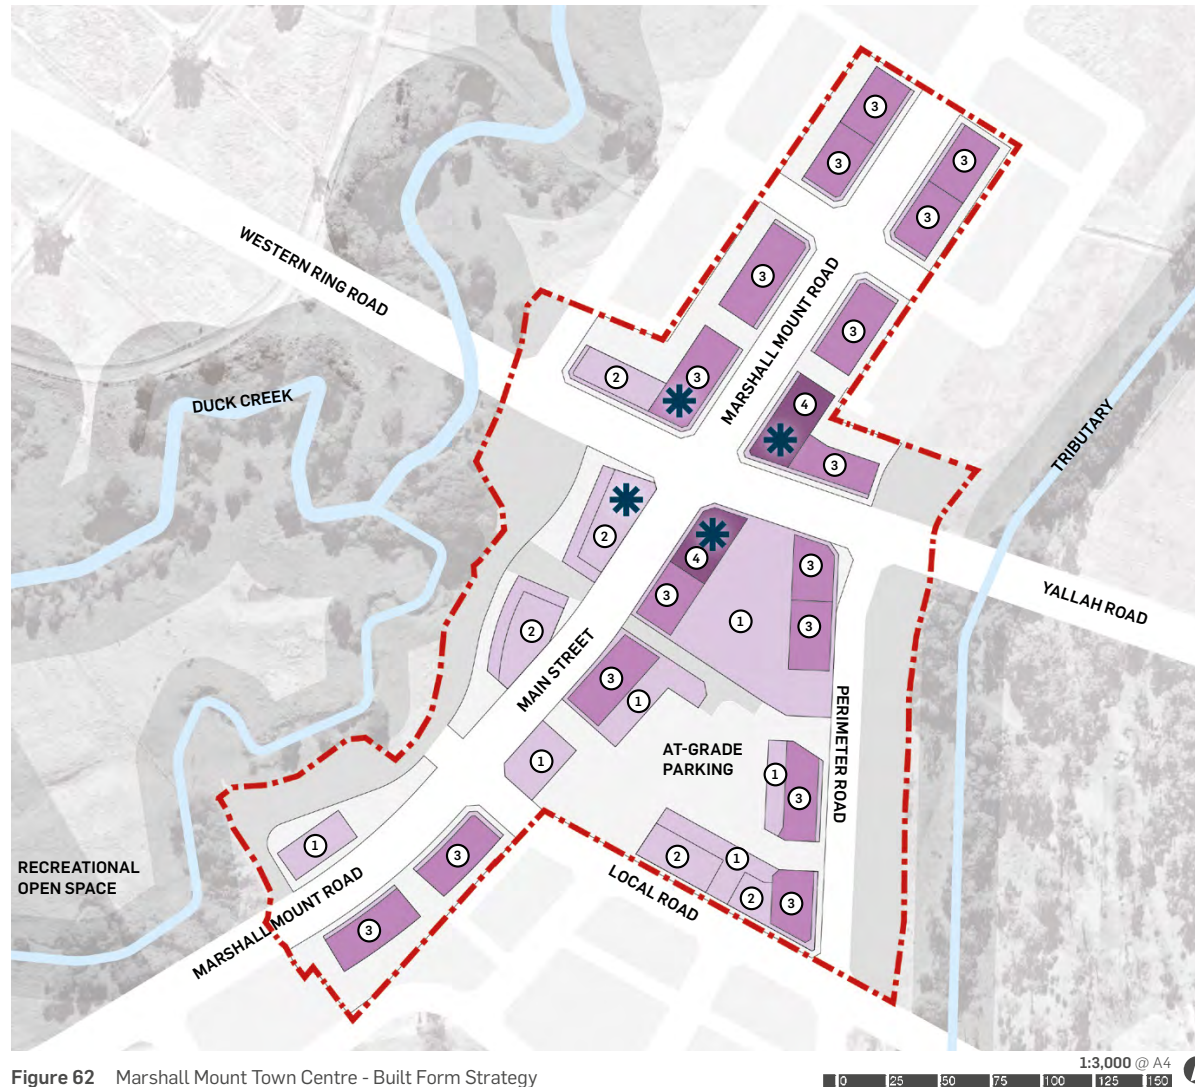 3
3
3
3
3
WESTERN RING ROAD
MARSHALL MOUNT ROAD
3
2
3
DUCK CREEK
4
TRIBUTARY
3
2
4
3
3
YALLAH ROAD
1
3
2
MAIN STREET
3
1
PERIMETER ROAD
AT-GRADE
PARKING
1
1
3
1
3
2
1
RECREATIONAL
OPEN SPACE
MARSHALL MOUNT ROAD
LOCAL ROAD
2
3
3
Figure 62 Marshall Mount Town Centre - Built Form Strategy
1:3,000 @ A4
0 25 50 75 100 125 150